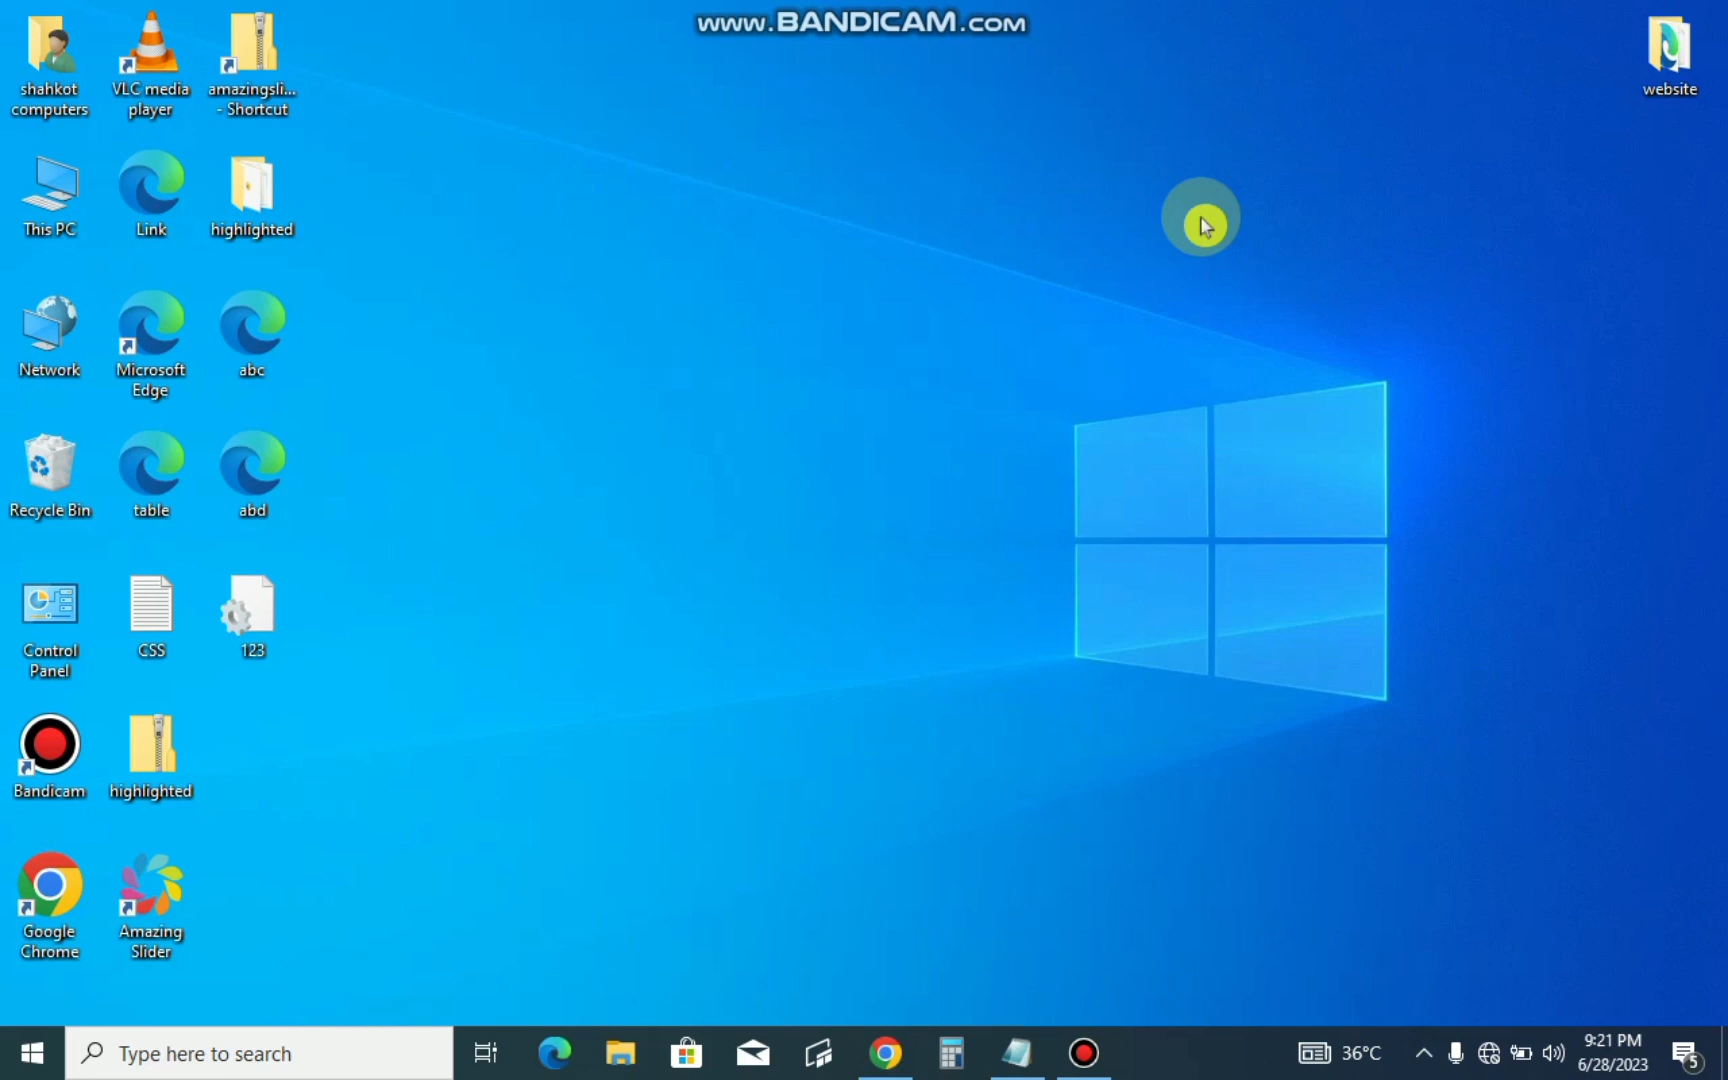 www.BANDICAM.com
shahkot
computers
VLC media
player
amazingsli...
- Shortcut
website
This PC
Link
highlighted
Network
Microsoft
Edge
abc
Recycle Bin
table
abd
Control
Panel
CSS
123
Bandicam
highlighted
Google
Chrome
Amazing
Slider
Type here to search
36°C
9:21 PM
6/28/2023
5